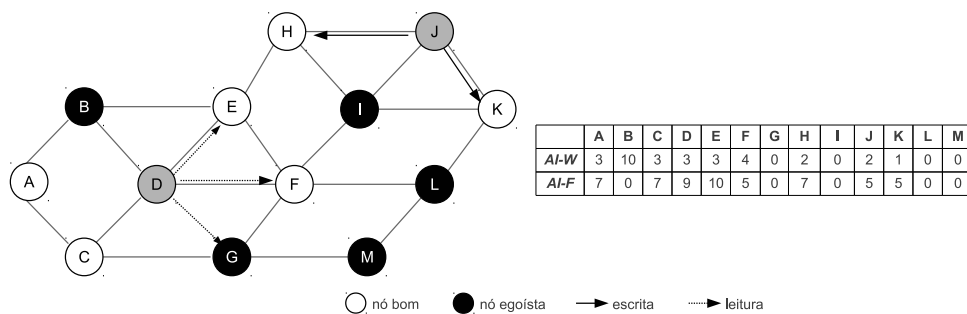 H
J
B
E
I
K
A
D
F
L
C
G
M
A B C D E F G H I J K L M
AI-W 3 10 3 3 3 4 0 2 0 2 1 0 0
AI-F 7 0 7 9 10 5 0 7 0 5 5 0 0
nó bom nó egoísta escrita leitura